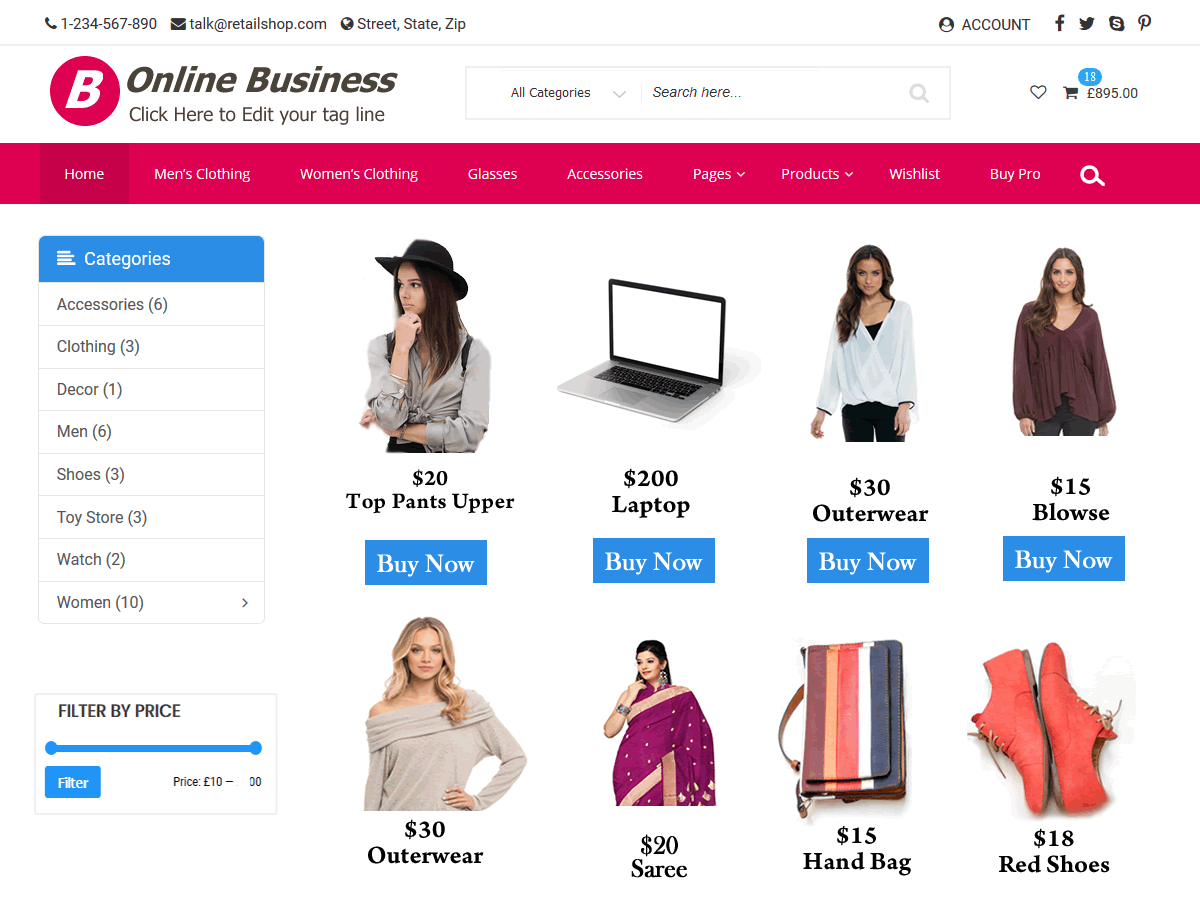 1-234-567-890 talk@retailshop.com Street, State, Zip ACCOUNT
B Online Business
Click Here to Edit your tag line
All Categories Search here...
18
£895.00
Home Men's Clothing Women's Clothing Glasses Accessories Pages Products Wishlist Buy Pro
Categories
Accessories (6)
Clothing (3)
Decor (1)
Men (6)
Shoes (3)
Toy Store (3)
Watch (2)
Women (10)
FILTER BY PRICE
Filter
Price: £10 — 00
$20
Top Pants Upper
Buy Now
$200
Laptop
Buy Now
$30
Outerwear
Buy Now
$15
Blowse
Buy Now
$30
Outerwear
$20
Saree
$15
Hand Bag
$18
Red Shoes